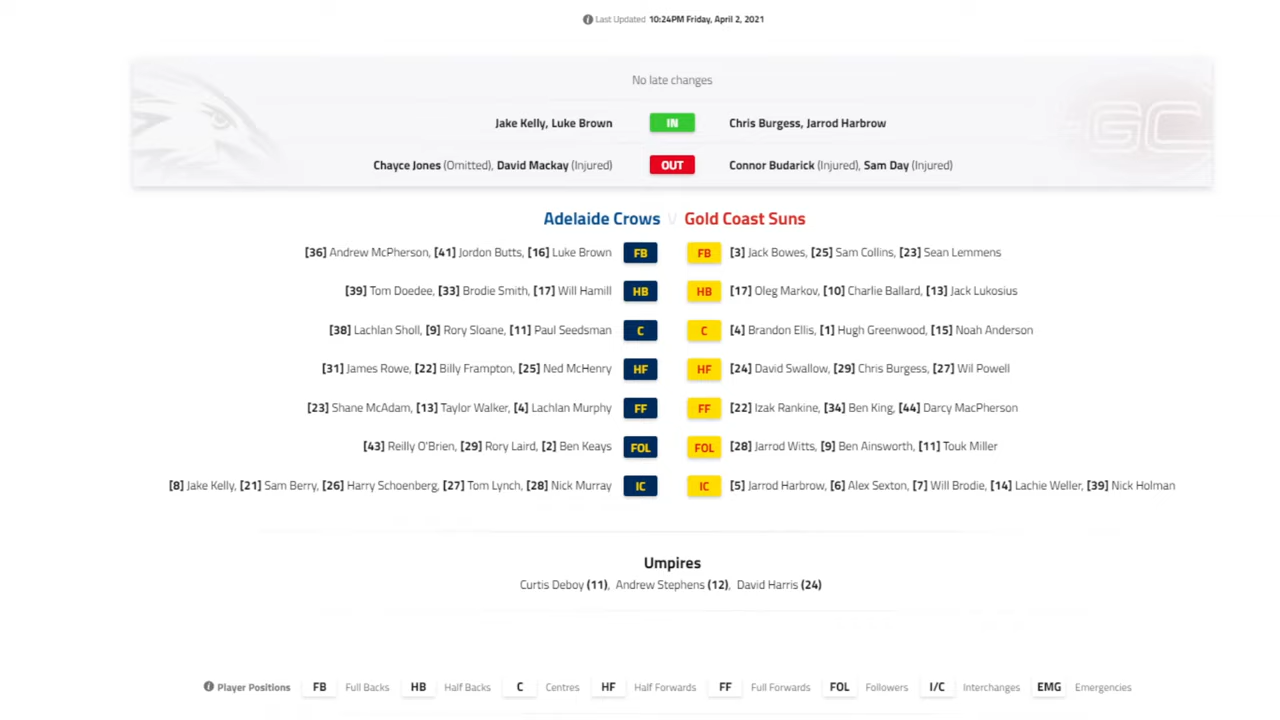 Last Updated 10:24PM Friday, April 2, 2021
No late changes
Jake Kelly, Luke Brown IN Chris Burgess, Jarrod Harbrow
GC
Chayce Jones (Omitted), David Mackay (Injured) OUT Connor Budarick (Injured), Sam Day (Injured)
Adelaide Crows V Gold Coast Suns
[36] Andrew McPherson, [41] Jordon Butts, [16] Luke Brown FB FB [3] Jack Bowes, [25] Sam Collins, [23] Sean Lemmens
[39] Tom Doedee, [33] Brodie Smith, [17] Will Hamill HB HB [17] Oleg Markov, [10] Charlie Ballard, [13] Jack Lukosius
[38] Lachlan Sholl, [9] Rory Sloane, [11] Paul Seedsman C C [4] Brandon Ellis, [1] Hugh Greenwood, [15] Noah Anderson
[31] James Rowe, [22] Billy Frampton, [25] Ned McHenry HF HF [24] David Swallow, [29] Chris Burgess, [27] Wil Powell
[23] Shane McAdam, [13] Taylor Walker, [4] Lachlan Murphy FF FF [22] Izak Rankine, [34] Ben King, [44] Darcy MacPherson
[43] Reilly O'Brien, [29] Rory Laird, [2] Ben Keays FOL FOL [28] Jarrod Witts, [9] Ben Ainsworth, [11] Touk Miller
[8] Jake Kelly, [21] Sam Berry, [26] Harry Schoenberg, [27] Tom Lynch, [28] Nick Murray IC IC [5] Jarrod Harbrow, [6] Alex Sexton, [7] Will Brodie, [14] Lachie Weller, [39] Nick Holman
Umpires
Curtis Deboy (11), Andrew Stephens (12), David Harris (24)
Player Positions FB Full Backs HB Half Backs C Centres HF Half Forwards FF Full Forwards FOL Followers I/C Interchanges EMG Emergencies